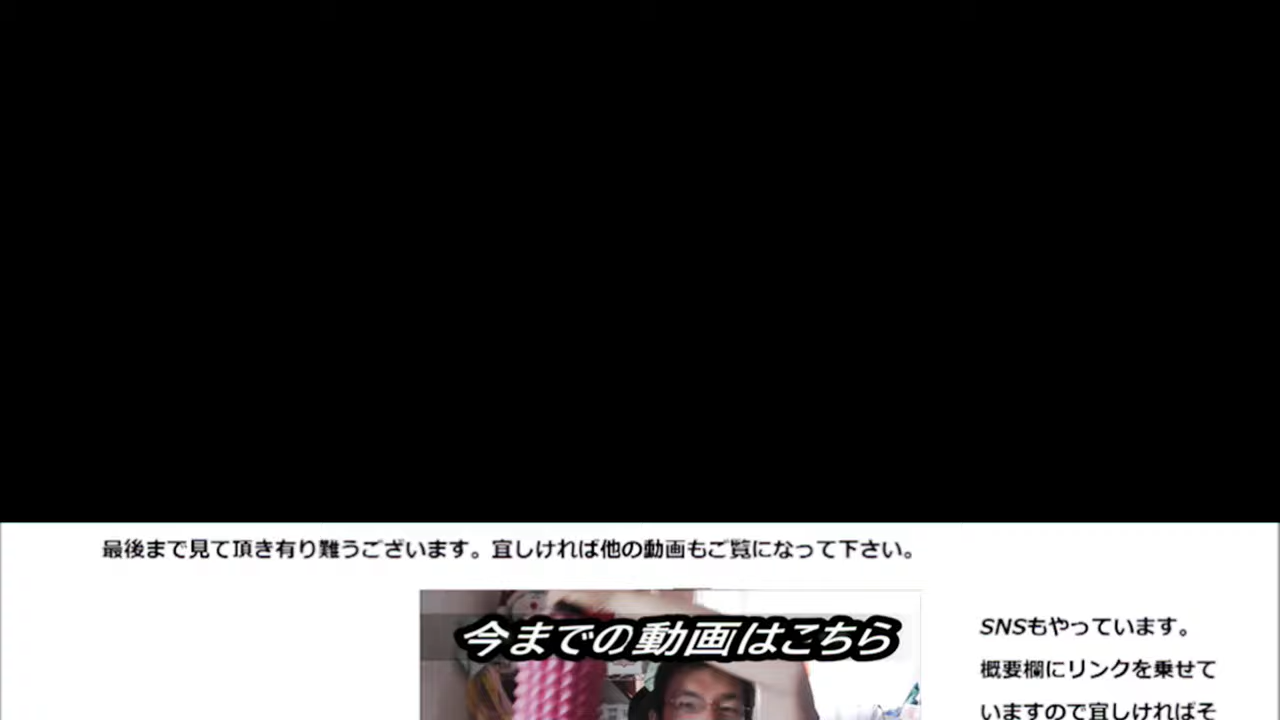 最後まで見て頂き有り難うございます。宜しければ他の動画もご覧になって下さい。
今までの動画はこちら
SNSもやっています。
概要欄にリンクを乗せて
いますので宜しければそ